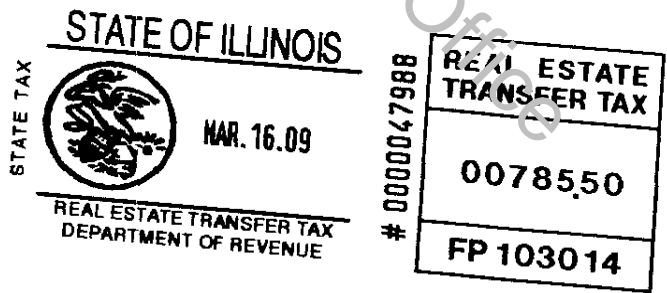 STATE OF ILLINOIS
STATE TAX
MAR. 16.09
REAL ESTATE TRANSFER TAX
DEPARTMENT OF REVENUE
# 0000047988
REAL ESTATE
TRANSFER TAX
00785.50
FP 103014
Office